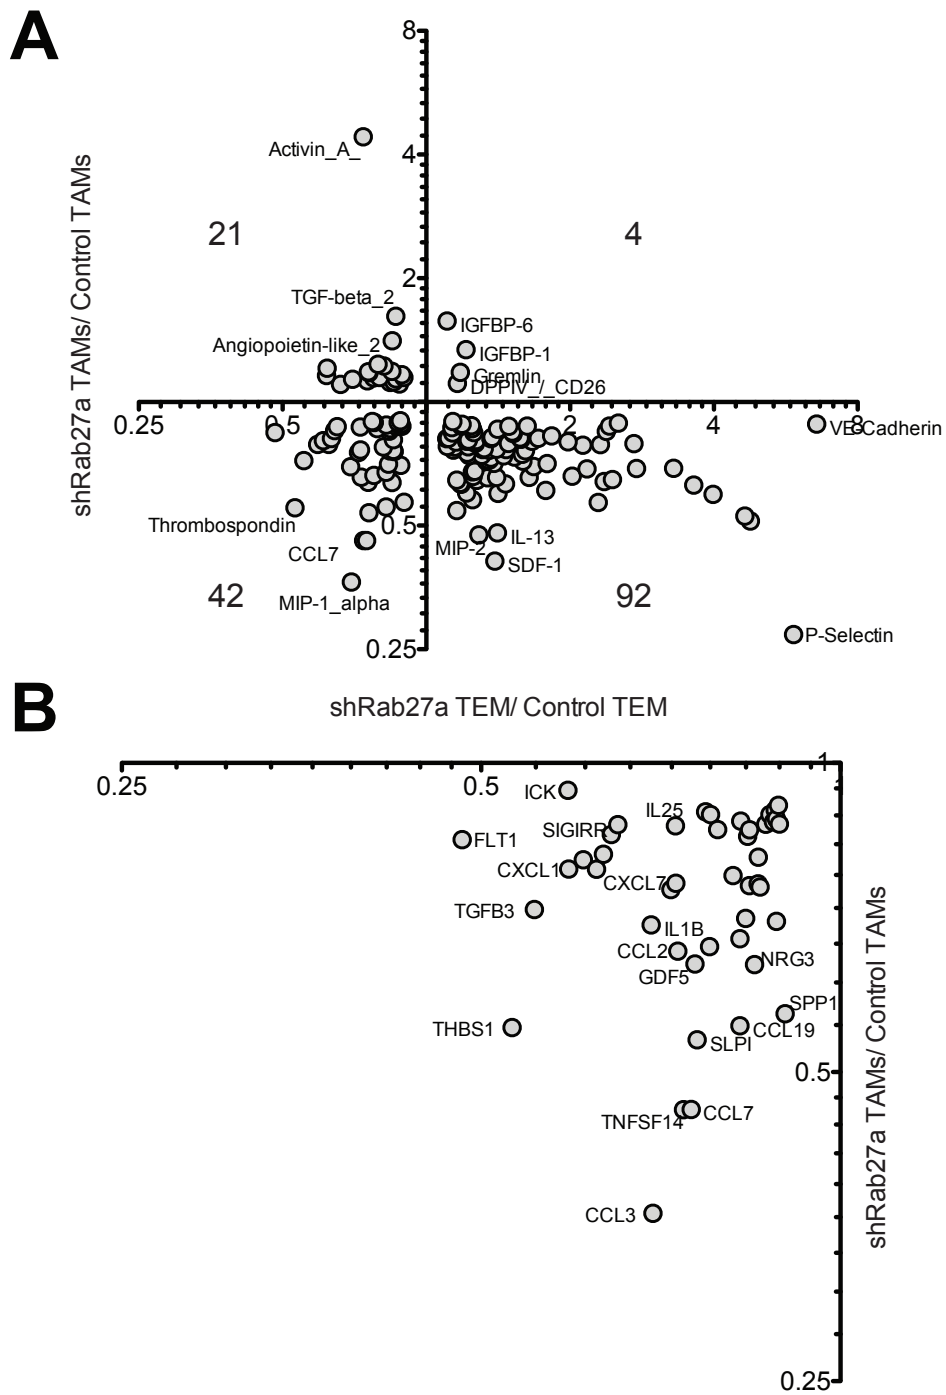 A
8
Activin_A_
4
21
4
2
TGF-beta_2
IGFBP-6
Angiopoietin-like_2
IGFBP-1
Gremlin
DPPIV_/_CD26
0.25
0.5
2
4
8
VE-Cadherin
Thrombospondin
0.5
CCL7
MIP-2
IL-13
SDF-1
42
MIP-1_alpha
92
P-Selectin
0.25
shRab27a TAMs/ Control TAMs
shRab27a TEM/ Control TEM
B
1
0.25
0.5
ICK
IL25
SIGIRR
FLT1
CXCL1
CXCL7
TGFB3
IL1B
CCL2
NRG3
GDF5
SPP1
THBS1
CCL19
SLPI
0.5
TNFSF14
CCL7
CCL3
0.25
shRab27a TAMs/ Control TAMs